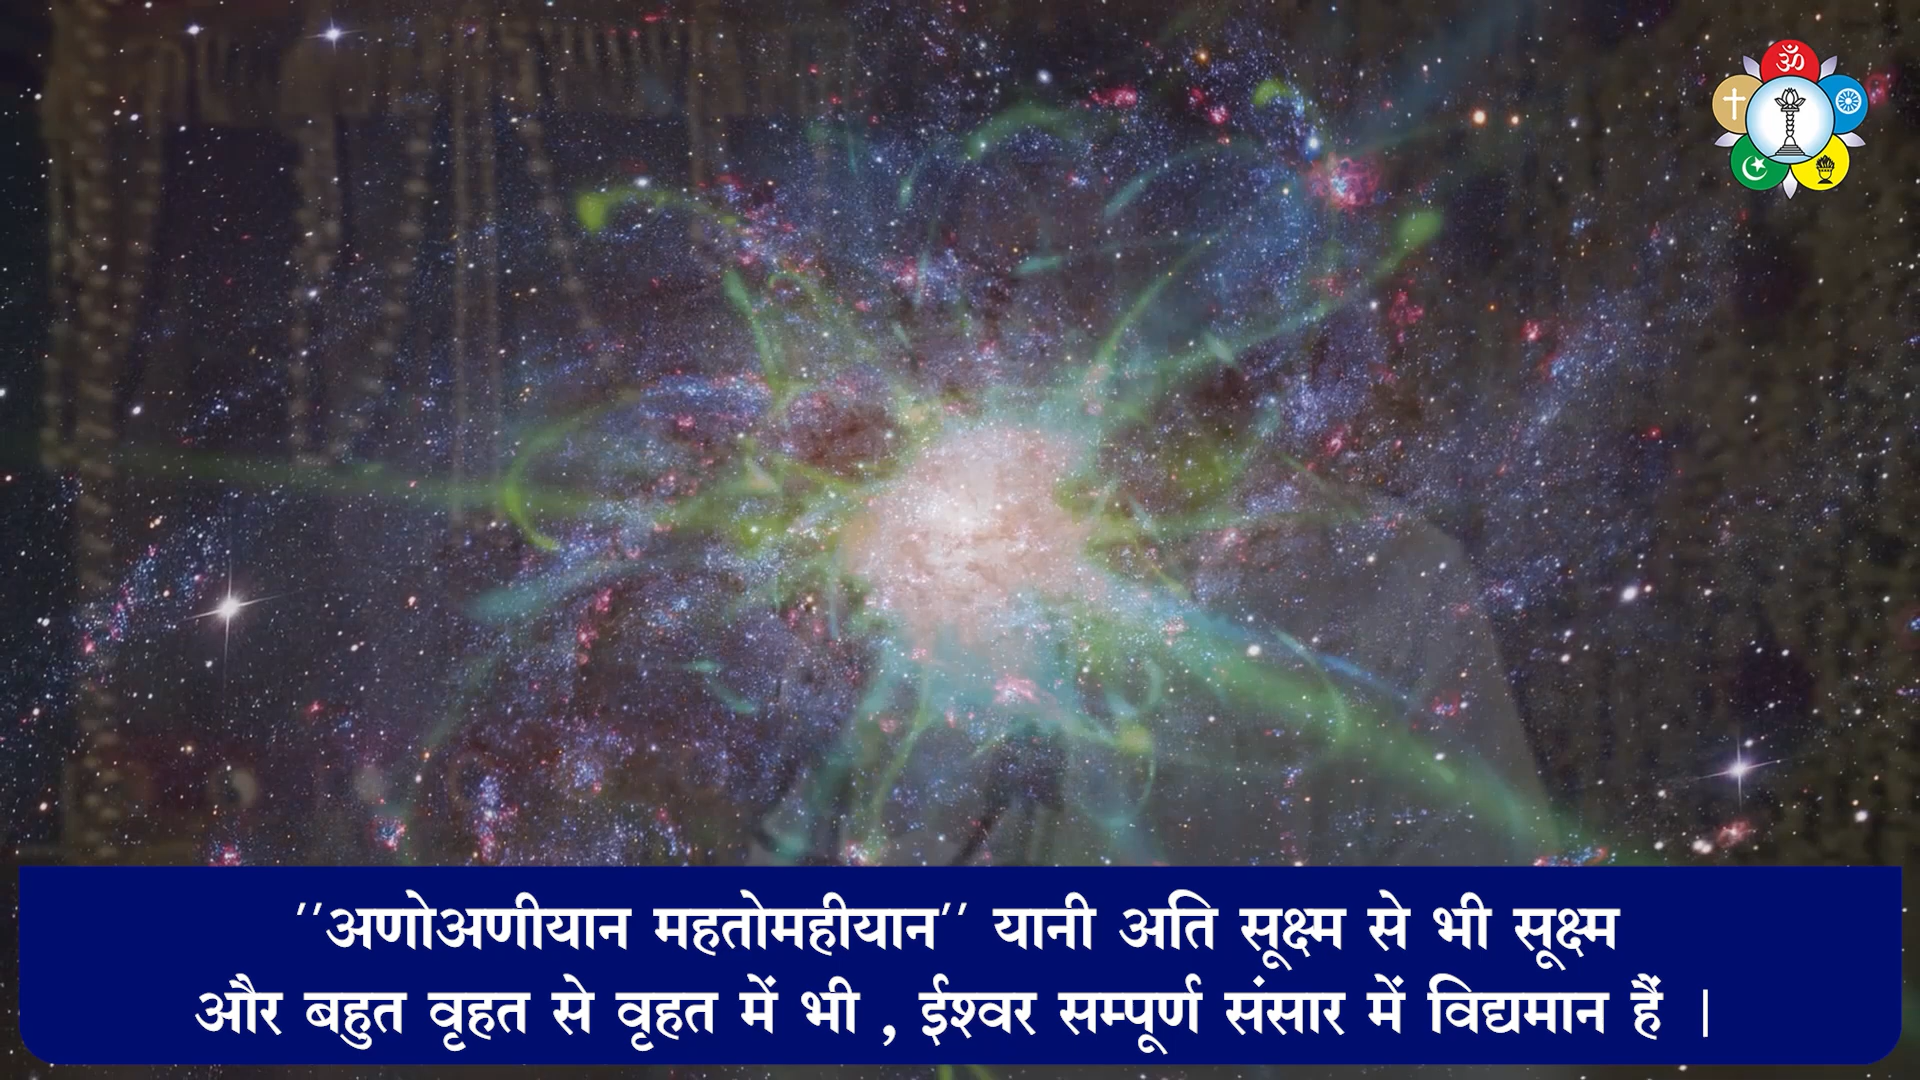 ॐ
''अणोअणीयान महतोमहीयान'' यानी अति सूक्ष्म से भी सूक्ष्म
और बहुत वृहत से वृहत में भी , ईश्वर सम्पूर्ण संसार में विद्यमान हैं |